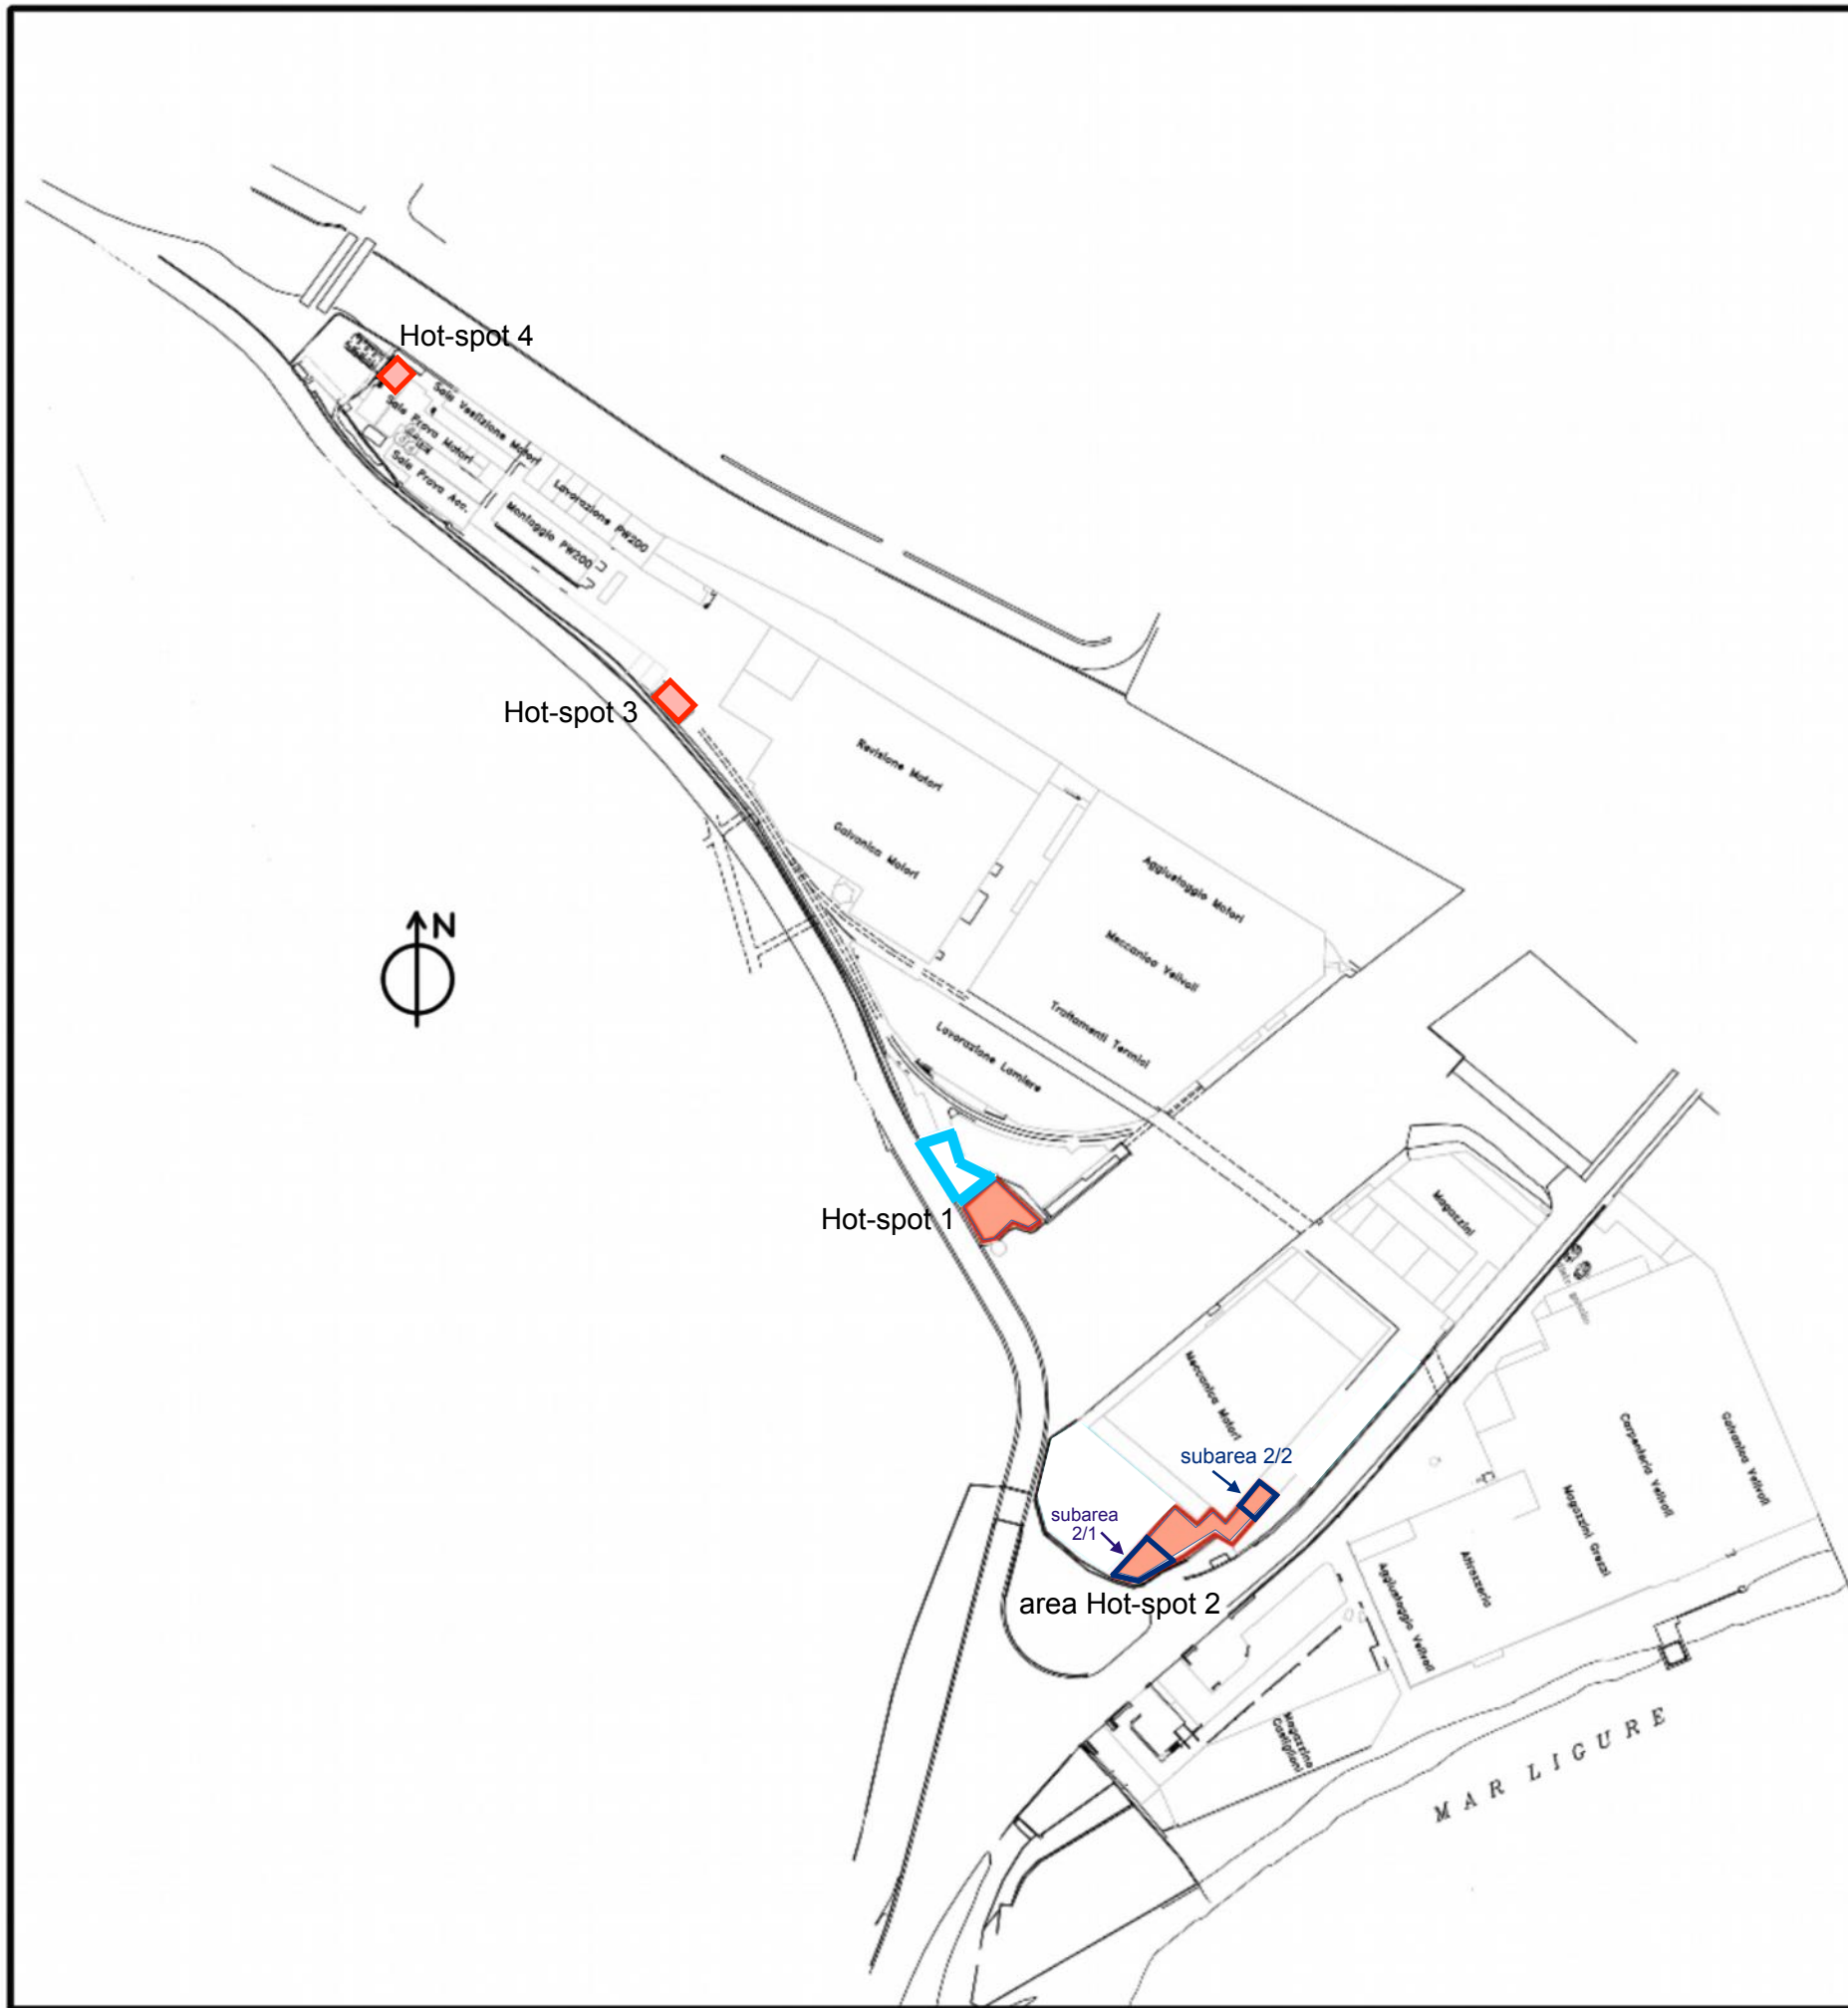 Hot-spot 4
Sala Vestizione Motori
Sala Prova Motori
Sala Prova Acc.
Lavorazione PW200
Montaggio PW200
Hot-spot 3
Revisione Motori
Galvanica Motori
Aggiustaggio Motori
Meccanica Velivoli
Trattamenti Termici
N
Lavorazione Lamiere
Hot-spot 1
Magazzini
Meccanica Motori
subarea 2/2
subarea
2/1
area Hot-spot 2
Galvanica Velivoli
Carpenteria Velivoli
Magazzini Grezzi
Attrezzeria
Aggiustaggio Velivoli
Magazzino
Castiglioni
MAR LIGURE